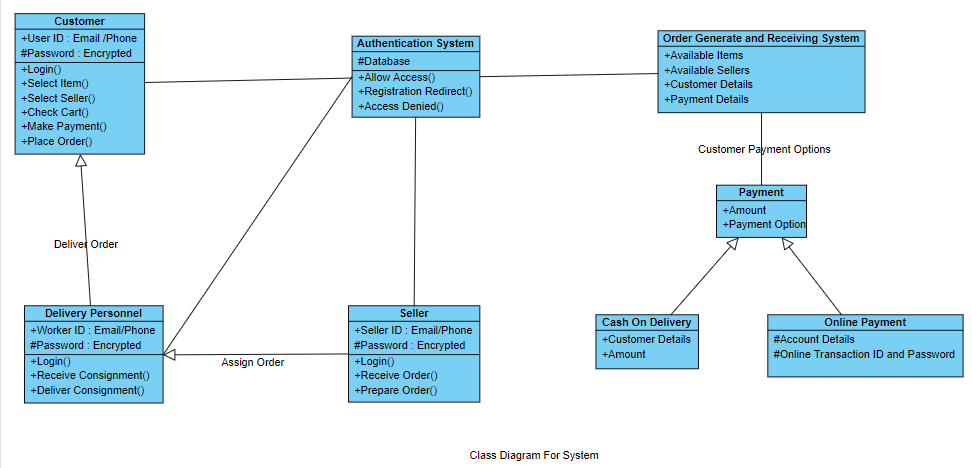 Customer
+User ID : Email /Phone
#Password : Encrypted
+Login()
+Select Item()
+Select Seller()
+Check Cart()
+Make Payment()
+Place Order()
Authentication System
#Database
+Allow Access()
+Registration Redirect()
+Access Denied()
Order Generate and Receiving System
+Available Items
+Available Sellers
+Customer Details
+Payment Details
Customer Payment Options
Payment
+Amount
+Payment Option
Deliver Order
Delivery Personnel
+Worker ID : Email/Phone
#Password : Encrypted
+Login()
+Receive Consignment()
+Deliver Consignment()
Assign Order
Seller
+Seller ID : Email/Phone
#Password : Encrypted
+Login()
+Receive Order()
+Prepare Order()
Cash On Delivery
+Customer Details
+Amount
Online Payment
#Account Details
#Online Transaction ID and Password
Class Diagram For System